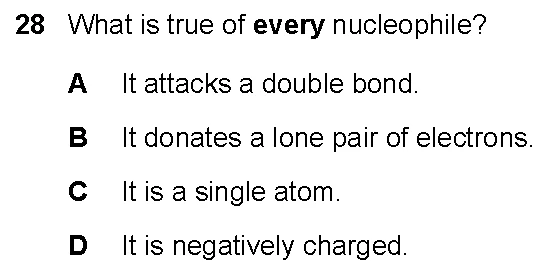 28 What is true of every nucleophile?
A It attacks a double bond.
B It donates a lone pair of electrons.
C It is a single atom.
D It is negatively charged.